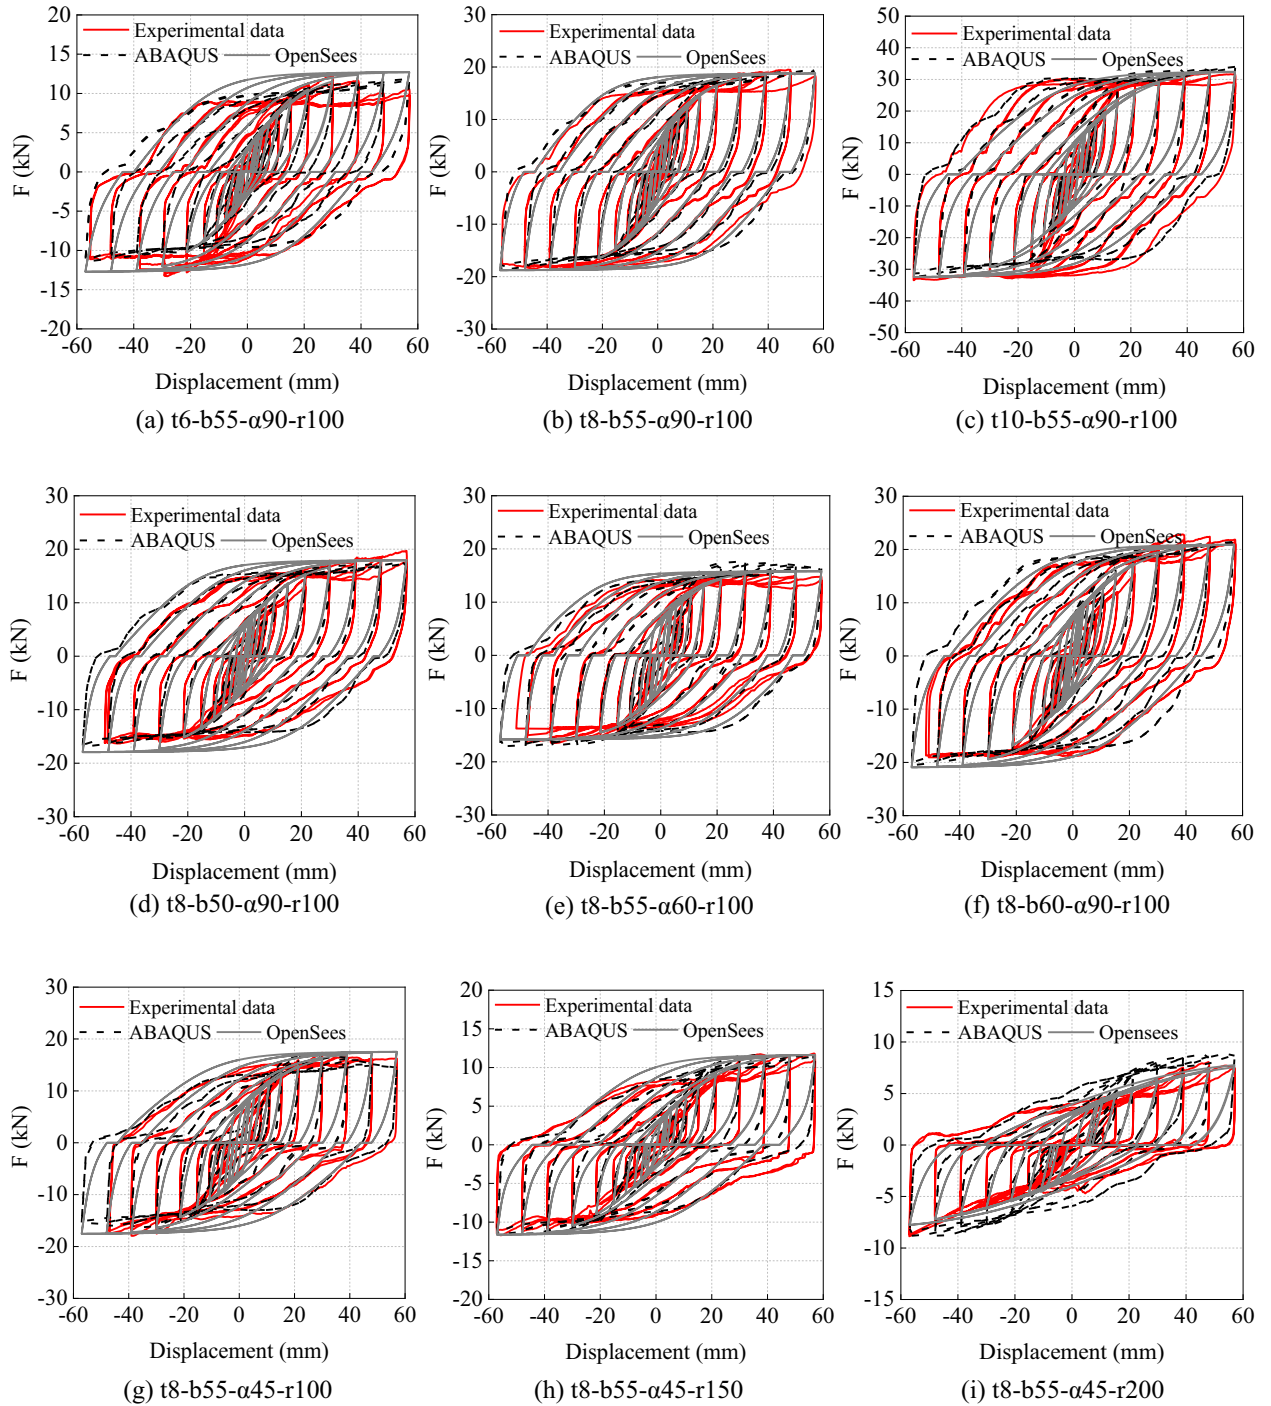 20
15
10
5
0
-5
-10
-15
-20
F (kN)
Experimental data
ABAQUS
OpenSees
-60 -40 -20 0 20 40 60
Displacement (mm)
(a) t6-b55-α90-r100
30
20
10
0
-10
-20
-30
F (kN)
Experimental data
ABAQUS
OpenSees
-60 -40 -20 0 20 40 60
Displacement (mm)
(b) t8-b55-α90-r100
50
40
30
20
10
0
-10
-20
-30
-40
-50
F (kN)
Experimental data
ABAQUS
OpenSees
-60 -40 -20 0 20 40 60
Displacement (mm)
(c) t10-b55-α90-r100
30
20
10
0
-10
-20
-30
F (kN)
Experimental data
ABAQUS
OpenSees
-60 -40 -20 0 20 40 60
Displacement (mm)
(d) t8-b50-α90-r100
30
20
10
0
-10
-20
-30
F (kN)
Experimental data
ABAQUS
OpenSees
-60 -40 -20 0 20 40 60
Displacement (mm)
(e) t8-b55-α60-r100
30
20
10
0
-10
-20
-30
F (kN)
Experimental data
ABAQUS
OpenSees
-60 -40 -20 0 20 40 60
Displacement (mm)
(f) t8-b60-α90-r100
30
20
10
0
-10
-20
-30
F (kN)
Experimental data
ABAQUS
OpenSees
-60 -40 -20 0 20 40 60
Displacement (mm)
(g) t8-b55-α45-r100
20
15
10
5
0
-5
-10
-15
-20
F (kN)
Experimental data
ABAQUS
OpenSees
-60 -40 -20 0 20 40 60
Displacement (mm)
(h) t8-b55-α45-r150
15
10
5
0
-5
-10
-15
F (kN)
Experimental data
ABAQUS
Opensees
-60 -40 -20 0 20 40 60
Displacement (mm)
(i) t8-b55-α45-r200